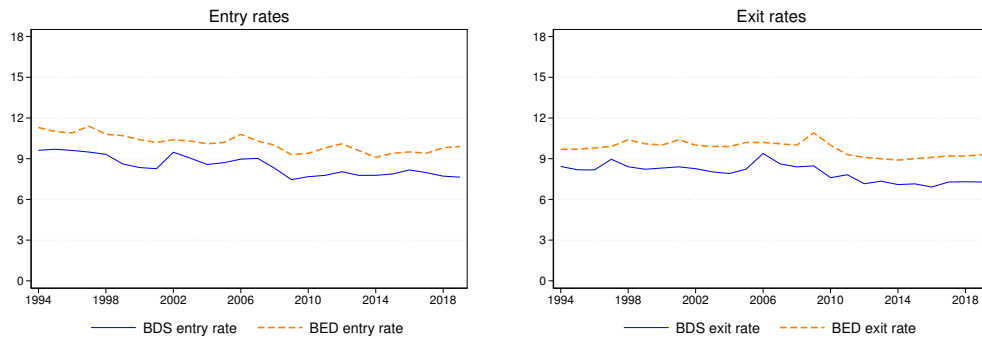 Entry rates
18
15
12
9
6
3
0
1994 1998 2002 2006 2010 2014 2018
BDS entry rate BED entry rate
Exit rates
18
15
12
9
6
3
0
1994 1998 2002 2006 2010 2014 2018
BDS exit rate BED exit rate